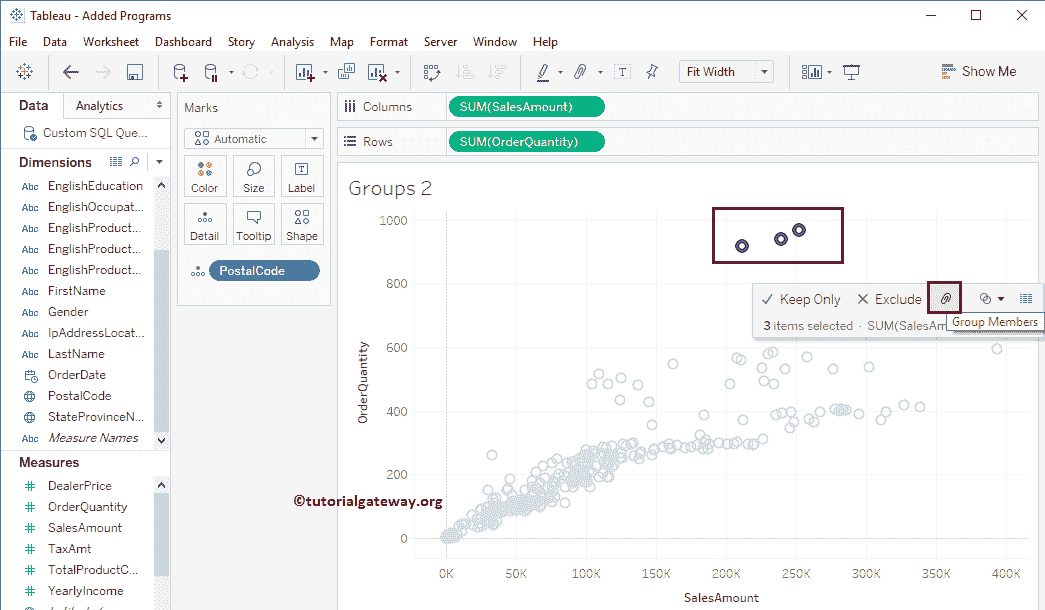 Tableau - Added Programs
File Data Worksheet Dashboard Story Analysis Map Format Server Window Help
Fit Width
Show Me
Data Analytics
Custom SQL Que...
Dimensions
Abc EnglishEducation
Abc EnglishOccupat...
Abc EnglishProduct...
Abc EnglishProduct...
Abc EnglishProduct...
Abc FirstName
Abc Gender
Abc IpAddressLocat...
Abc LastName
OrderDate
PostalCode
StateProvinceN...
Abc Measure Names
Measures
# DealerPrice
# OrderQuantity
# SalesAmount
# TaxAmt
# TotalProductC...
# YearlyIncome
Marks
Automatic
Color Size Label
Detail Tooltip Shape
PostalCode
Columns SUM(SalesAmount)
Rows SUM(OrderQuantity)
Groups 2
Keep Only Exclude
3 items selected · SUM(SalesAm
Group Members
OrderQuantity
1000
800
600
400
200
0
©tutorialgateway.org
0K 50K 100K 150K 200K 250K 300K 350K 400K
SalesAmount